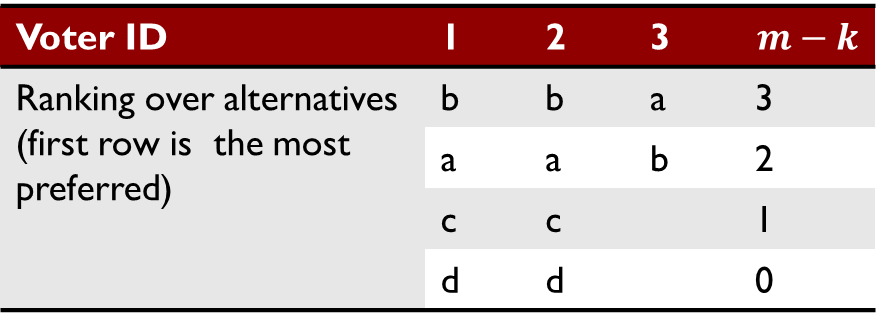 Voter ID 1 2 3 m − k
Ranking over alternatives b b a 3
(first row is the most a a b 2
preferred)
c c 1
d d 0